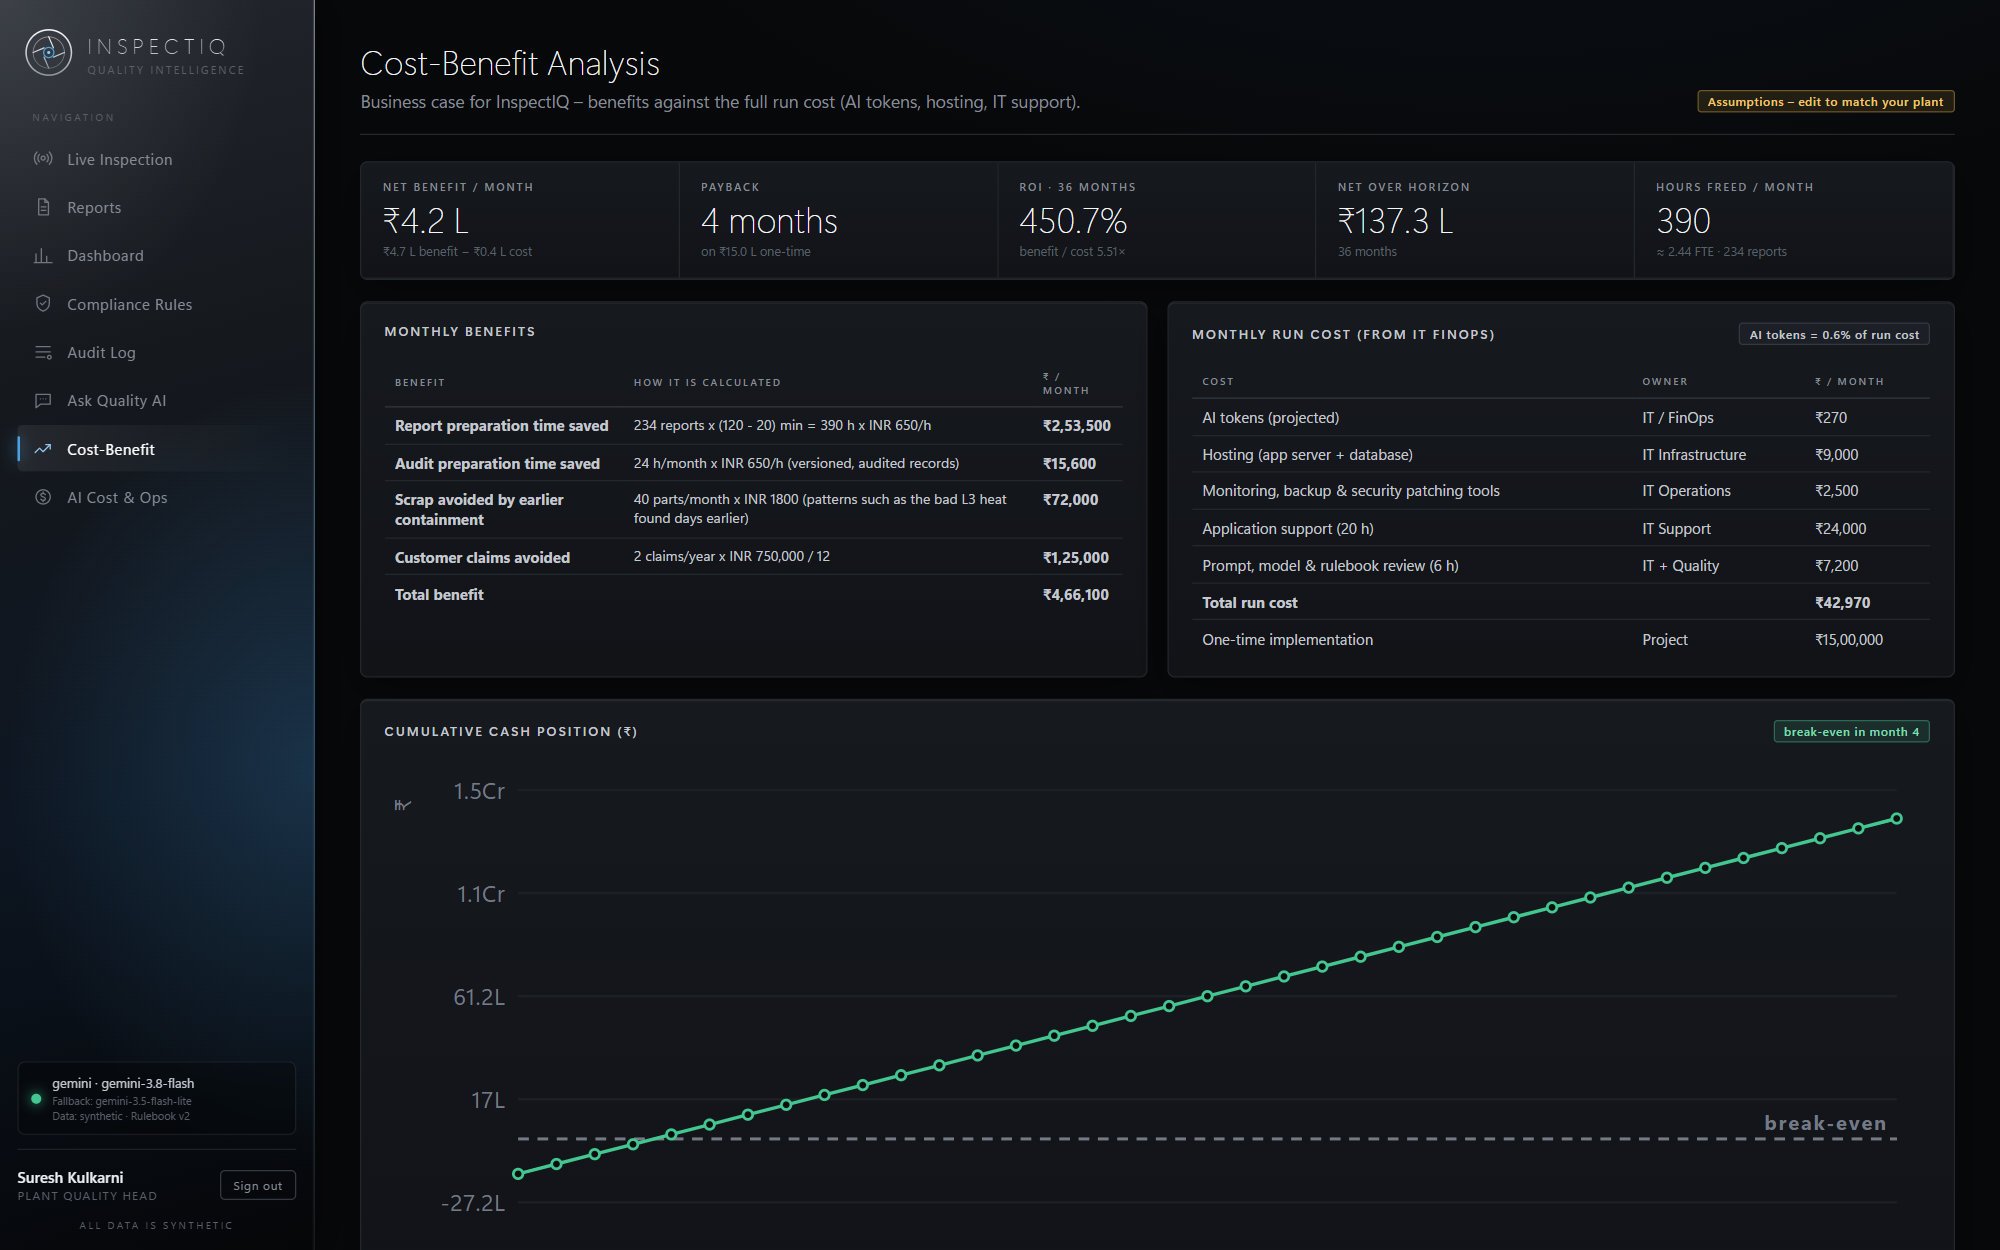 INSPECTIQ
QUALITY INTELLIGENCE
NAVIGATION
Live Inspection
Reports
Dashboard
Compliance Rules
Audit Log
Ask Quality AI
Cost-Benefit
AI Cost & Ops
gemini · gemini-3.8-flash
Fallback: gemini-3.5-flash-lite
Data: synthetic · Rulebook v2
Suresh Kulkarni
PLANT QUALITY HEAD
Sign out
ALL DATA IS SYNTHETIC
Cost-Benefit Analysis
Business case for InspectIQ – benefits against the full run cost (AI tokens, hosting, IT support).
Assumptions – edit to match your plant
NET BENEFIT / MONTH
₹4.2 L
₹4.7 L benefit – ₹0.4 L cost
PAYBACK
4 months
on ₹15.0 L one-time
ROI · 36 MONTHS
450.7%
benefit / cost 5.51×
NET OVER HORIZON
₹137.3 L
36 months
HOURS FREED / MONTH
390
≈ 2.44 FTE · 234 reports
MONTHLY BENEFITS
BENEFIT HOW IT IS CALCULATED ₹ /
MONTH
Report preparation time saved 234 reports x (120 - 20) min = 390 h x INR 650/h ₹2,53,500
Audit preparation time saved 24 h/month x INR 650/h (versioned, audited records) ₹15,600
Scrap avoided by earlier 40 parts/month x INR 1800 (patterns such as the bad L3 heat ₹72,000
containment found days earlier)
Customer claims avoided 2 claims/year x INR 750,000 / 12 ₹1,25,000
Total benefit ₹4,66,100
MONTHLY RUN COST (FROM IT FINOPS)
AI tokens = 0.6% of run cost
COST OWNER ₹ / MONTH
AI tokens (projected) IT / FinOps ₹270
Hosting (app server + database) IT Infrastructure ₹9,000
Monitoring, backup & security patching tools IT Operations ₹2,500
Application support (20 h) IT Support ₹24,000
Prompt, model & rulebook review (6 h) IT + Quality ₹7,200
Total run cost ₹42,970
One-time implementation Project ₹15,00,000
CUMULATIVE CASH POSITION (₹)
break-even in month 4
₹
1.5Cr
1.1Cr
61.2L
17L
break-even
-27.2L